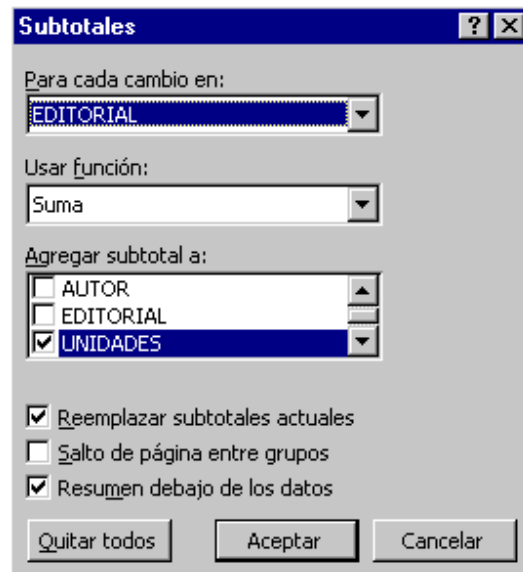 Subtotales
Para cada cambio en:
EDITORIAL
Usar función:
Suma
Agregar subtotal a:
AUTOR
EDITORIAL
UNIDADES
Reemplazar subtotales actuales
Salto de página entre grupos
Resumen debajo de los datos
Quitar todos Aceptar Cancelar